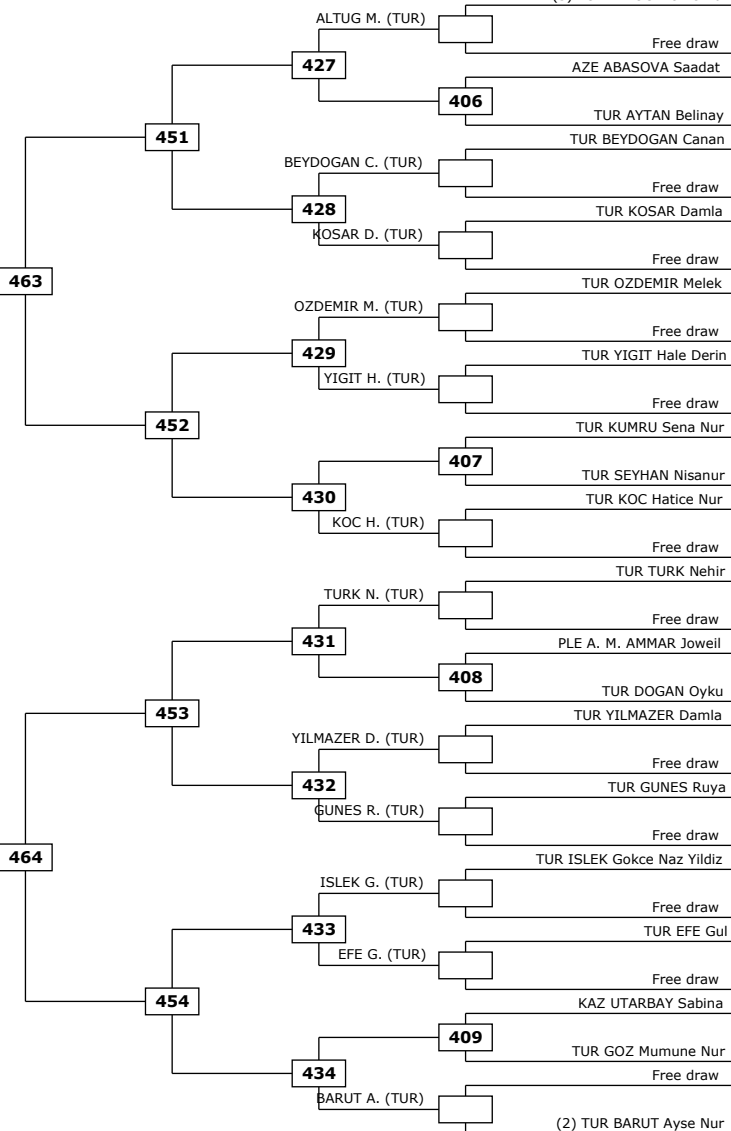 ALTUG M. (TUR)
Free draw
427
AZE ABASOVA Saadat
406
451
TUR AYTAN Belinay
TUR BEYDOGAN Canan
BEYDOGAN C. (TUR)
Free draw
428
TUR KOSAR Damla
KOSAR D. (TUR)
Free draw
463
TUR OZDEMIR Melek
OZDEMIR M. (TUR)
Free draw
429
TUR YIGIT Hale Derin
YIGIT H. (TUR)
Free draw
452
TUR KUMRU Sena Nur
407
TUR SEYHAN Nisanur
430
TUR KOC Hatice Nur
KOC H. (TUR)
Free draw
TUR TURK Nehir
TURK N. (TUR)
Free draw
431
PLE A. M. AMMAR Joweil
408
TUR DOGAN Oyku
453
TUR YILMAZER Damla
YILMAZER D. (TUR)
Free draw
432
TUR GUNES Ruya
GUNES R. (TUR)
Free draw
464
TUR ISLEK Gokce Naz Yildiz
ISLEK G. (TUR)
Free draw
433
TUR EFE Gul
EFE G. (TUR)
Free draw
454
KAZ UTARBAY Sabina
409
TUR GOZ Mumune Nur
434
Free draw
BARUT A. (TUR)
(2) TUR BARUT Ayse Nur